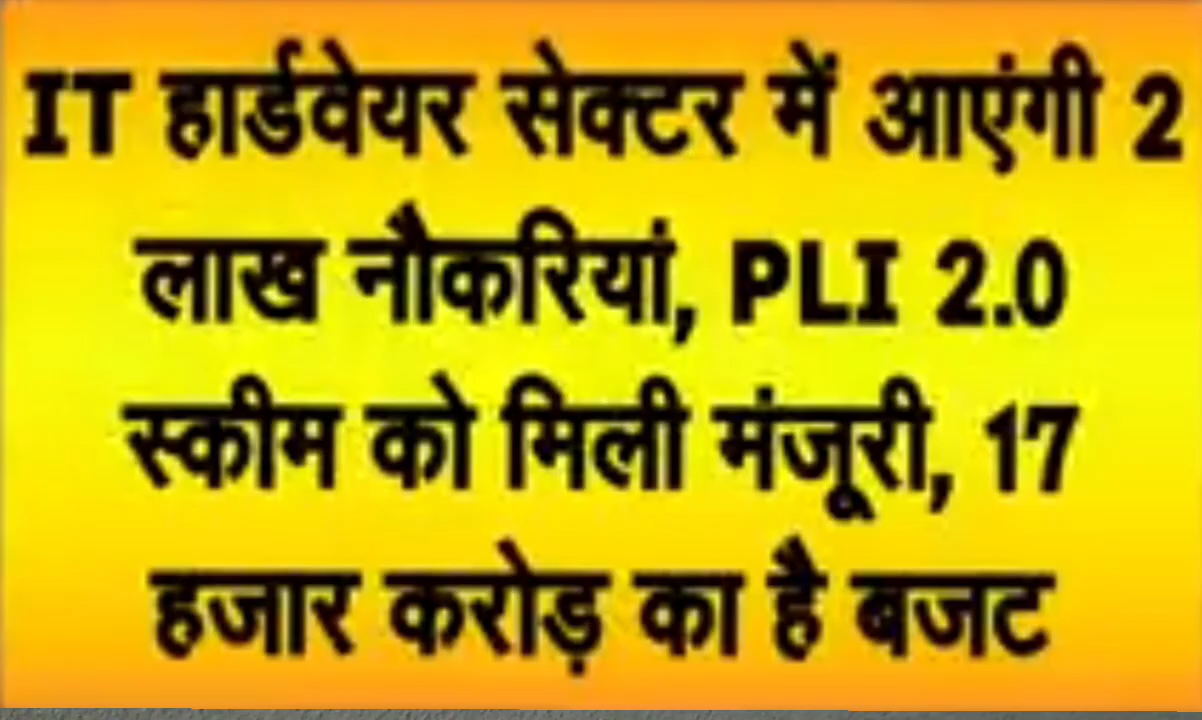 IT हार्डवेयर सेक्टर में आएंगी 2
लाख नौकरियां, PLI 2.0
स्कीम को मिली मंजूरी, 17
हजार करोड़ का है बजट